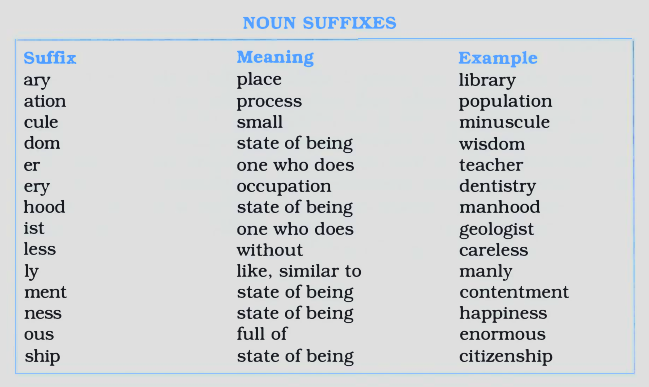 NOUN SUFFIXES
Suffix Meaning Example
ary place library
ation process population
cule small minuscule
dom state of being wisdom
er one who does teacher
ery occupation dentistry
hood state of being manhood
ist one who does geologist
less without careless
ly like, similar to manly
ment state of being contentment
ness state of being happiness
ous full of enormous
ship state of being citizenship